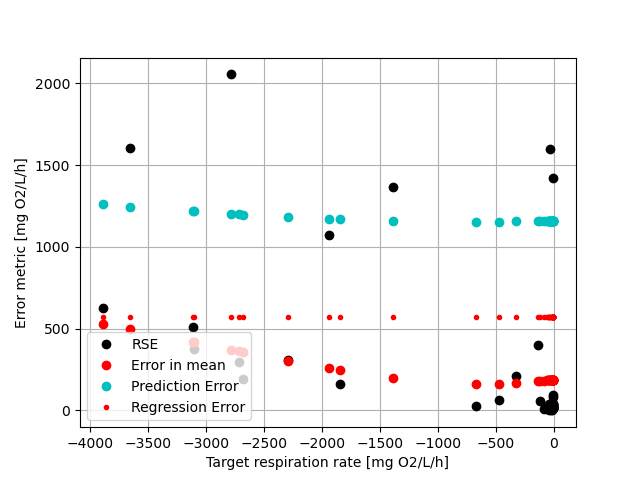 2000
1500
1000
500
0
Error metric [mg O2/L/h]
RSE
Error in mean
Prediction Error
Regression Error
−4000 −3500 −3000 −2500 −2000 −1500 −1000 −500 0
Target respiration rate [mg O2/L/h]